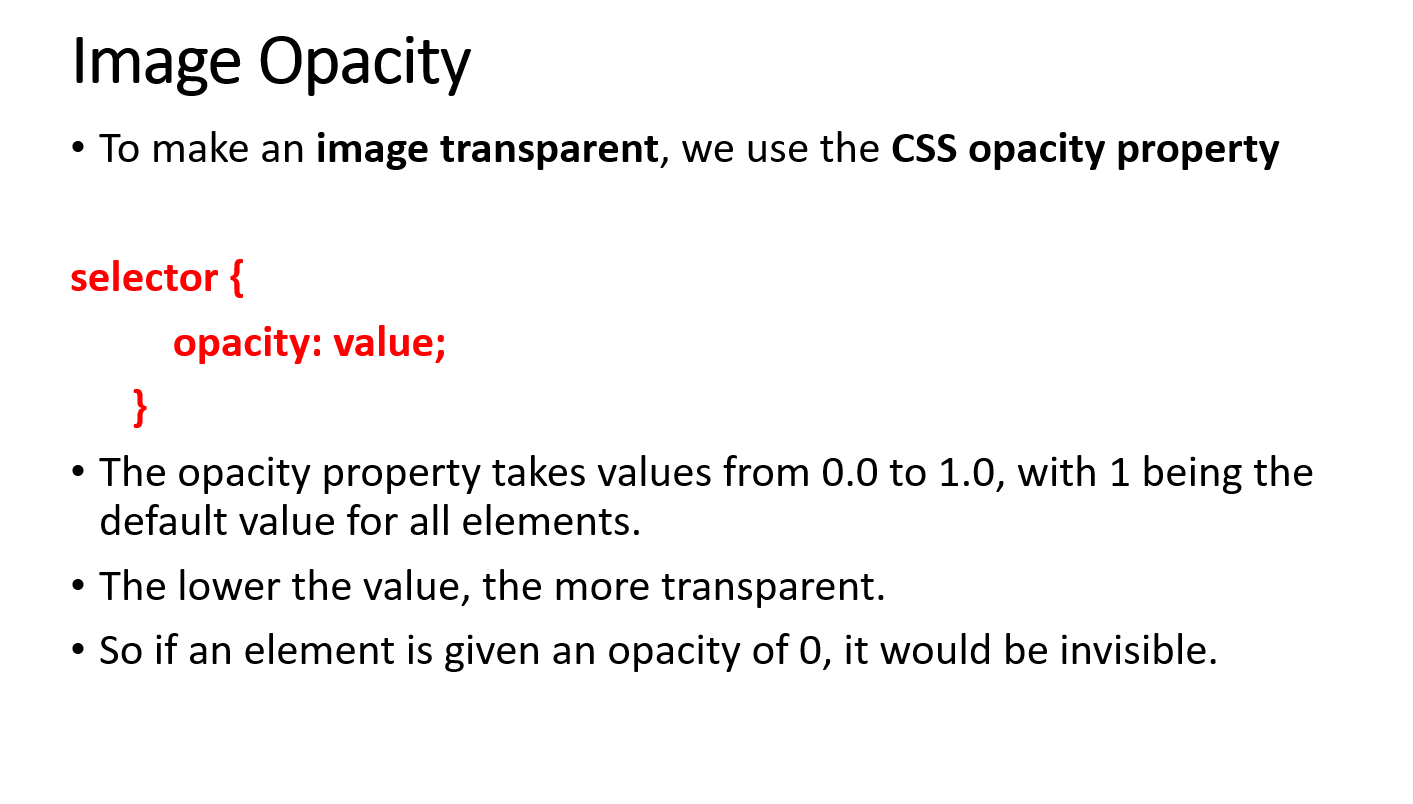 Image Opacity
• To make an image transparent, we use the CSS opacity property
selector {
opacity: value;
}
• The opacity property takes values from 0.0 to 1.0, with 1 being the
default value for all elements.
• The lower the value, the more transparent.
• So if an element is given an opacity of 0, it would be invisible.